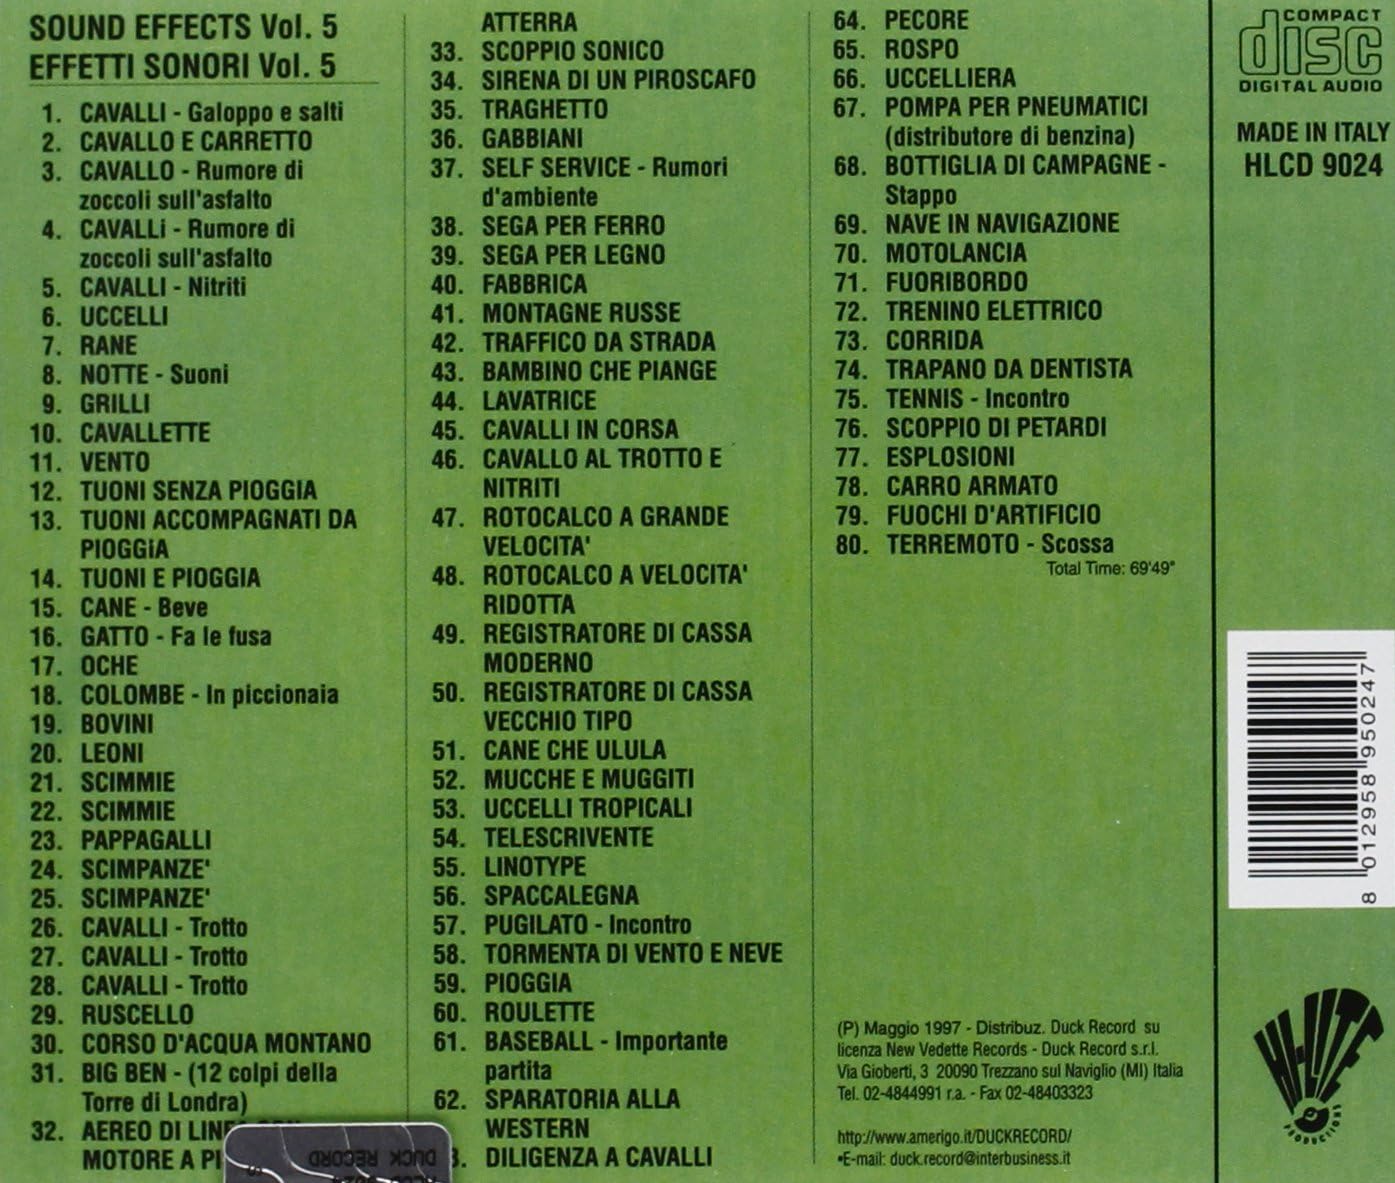 SOUND EFFECTS Vol. 5
EFFETTI SONORI Vol. 5
1. CAVALLI - Galoppo e salti
2. CAVALLO E CARRETTO
3. CAVALLO - Rumore di
zoccoli sull'asfalto
4. CAVALLi - Rumore di
zoccoli sull'asfalto
5. CAVALLI - Nitriti
6. UCCELLI
7. RANE
8. NOTTE - Suoni
9. GRILLI
10. CAVALLETTE
11. VENTO
12. TUONI SENZA PIOGGIA
13. TUONI ACCOMPAGNATI DA
PIOGGiA
14. TUONI E PIOGGIA
15. CANE - Beve
16. GATTO - Fa le fusa
17. OCHE
18. COLOMBE - In piccionaia
19. BOVINI
20. LEONI
21. SCIMMIE
22. SCIMMIE
23. PAPPAGALLI
24. SCIMPANZE'
25. SCIMPANZE'
26. CAVALLI - Trotto
27. CAVALLI - Trotto
28. CAVALLI - Trotto
29. RUSCELLO
30. CORSO D'ACQUA MONTANO
31. BIG BEN - (12 colpi della
Torre di Londra)
32. AEREO DI
MOTORE A
ATTERRA
33. SCOPPIO SONICO
34. SIRENA DI UN PIROSCAFO
35. TRAGHETTO
36. GABBIANI
37. SELF SERVICE - Rumori
d'ambiente
38. SEGA PER FERRO
39. SEGA PER LEGNO
40. FABBRICA
41. MONTAGNE RUSSE
42. TRAFFICO DA STRADA
43. BAMBINO CHE PIANGE
44. LAVATRICE
45. CAVALLI IN CORSA
46. CAVALLO AL TROTTO E
NITRITI
47. ROTOCALCO A GRANDE
VELOCITA'
48. ROTOCALCO A VELOCITA'
RIDOTTA
49. REGISTRATORE DI CASSA
MODERNO
50. REGISTRATORE DI CASSA
VECCHIO TIPO
51. CANE CHE ULULA
52. MUCCHE E MUGGITI
53. UCCELLI TROPICALI
54. TELESCRIVENTE
55. LINOTYPE
56. SPACCALEGNA
57. PUGILATO - Incontro
58. TORMENTA DI VENTO E NEVE
59. PIOGGIA
60. ROULETTE
61. BASEBALL - Importante
partita
62. SPARATORIA ALLA
WESTERN
3. DILIGENZA A CAVALLI
64. PECORE
65. ROSPO
66. UCCELLIERA
67. POMPA PER PNEUMATICI
(distributore di benzina)
68. BOTTIGLIA DI CAMPAGNE -
Stappo
69. NAVE IN NAVIGAZIONE
70. MOTOLANCIA
71. FUORIBORDO
72. TRENINO ELETTRICO
73. CORRIDA
74. TRAPANO DA DENTISTA
75. TENNIS - Incontro
76. SCOPPIO DI PETARDI
77. ESPLOSIONI
78. CARRO ARMATO
79. FUOCHI D'ARTIFICIO
80. TERREMOTO - Scossa
Total Time: 69'49"
(P) Maggio 1997 - Distribuz. Duck Record su
licenza New Vedette Records - Duck Record s.r.l.
Via Gioberti, 3 20090 Trezzano sul Naviglio (MI) Italia
Tel. 02-4844991 r.a. - Fax 02-48403323
http://www.amerigo.it/DUCKRECORD/
•E-mail: duck.record@interbusiness.it
COMPACT
disc
DIGITAL AUDIO
MADE IN ITALY
HLCD 9024
8 012958 950247
HI-LITE
PRODUCTIONS
DUCK RECORD